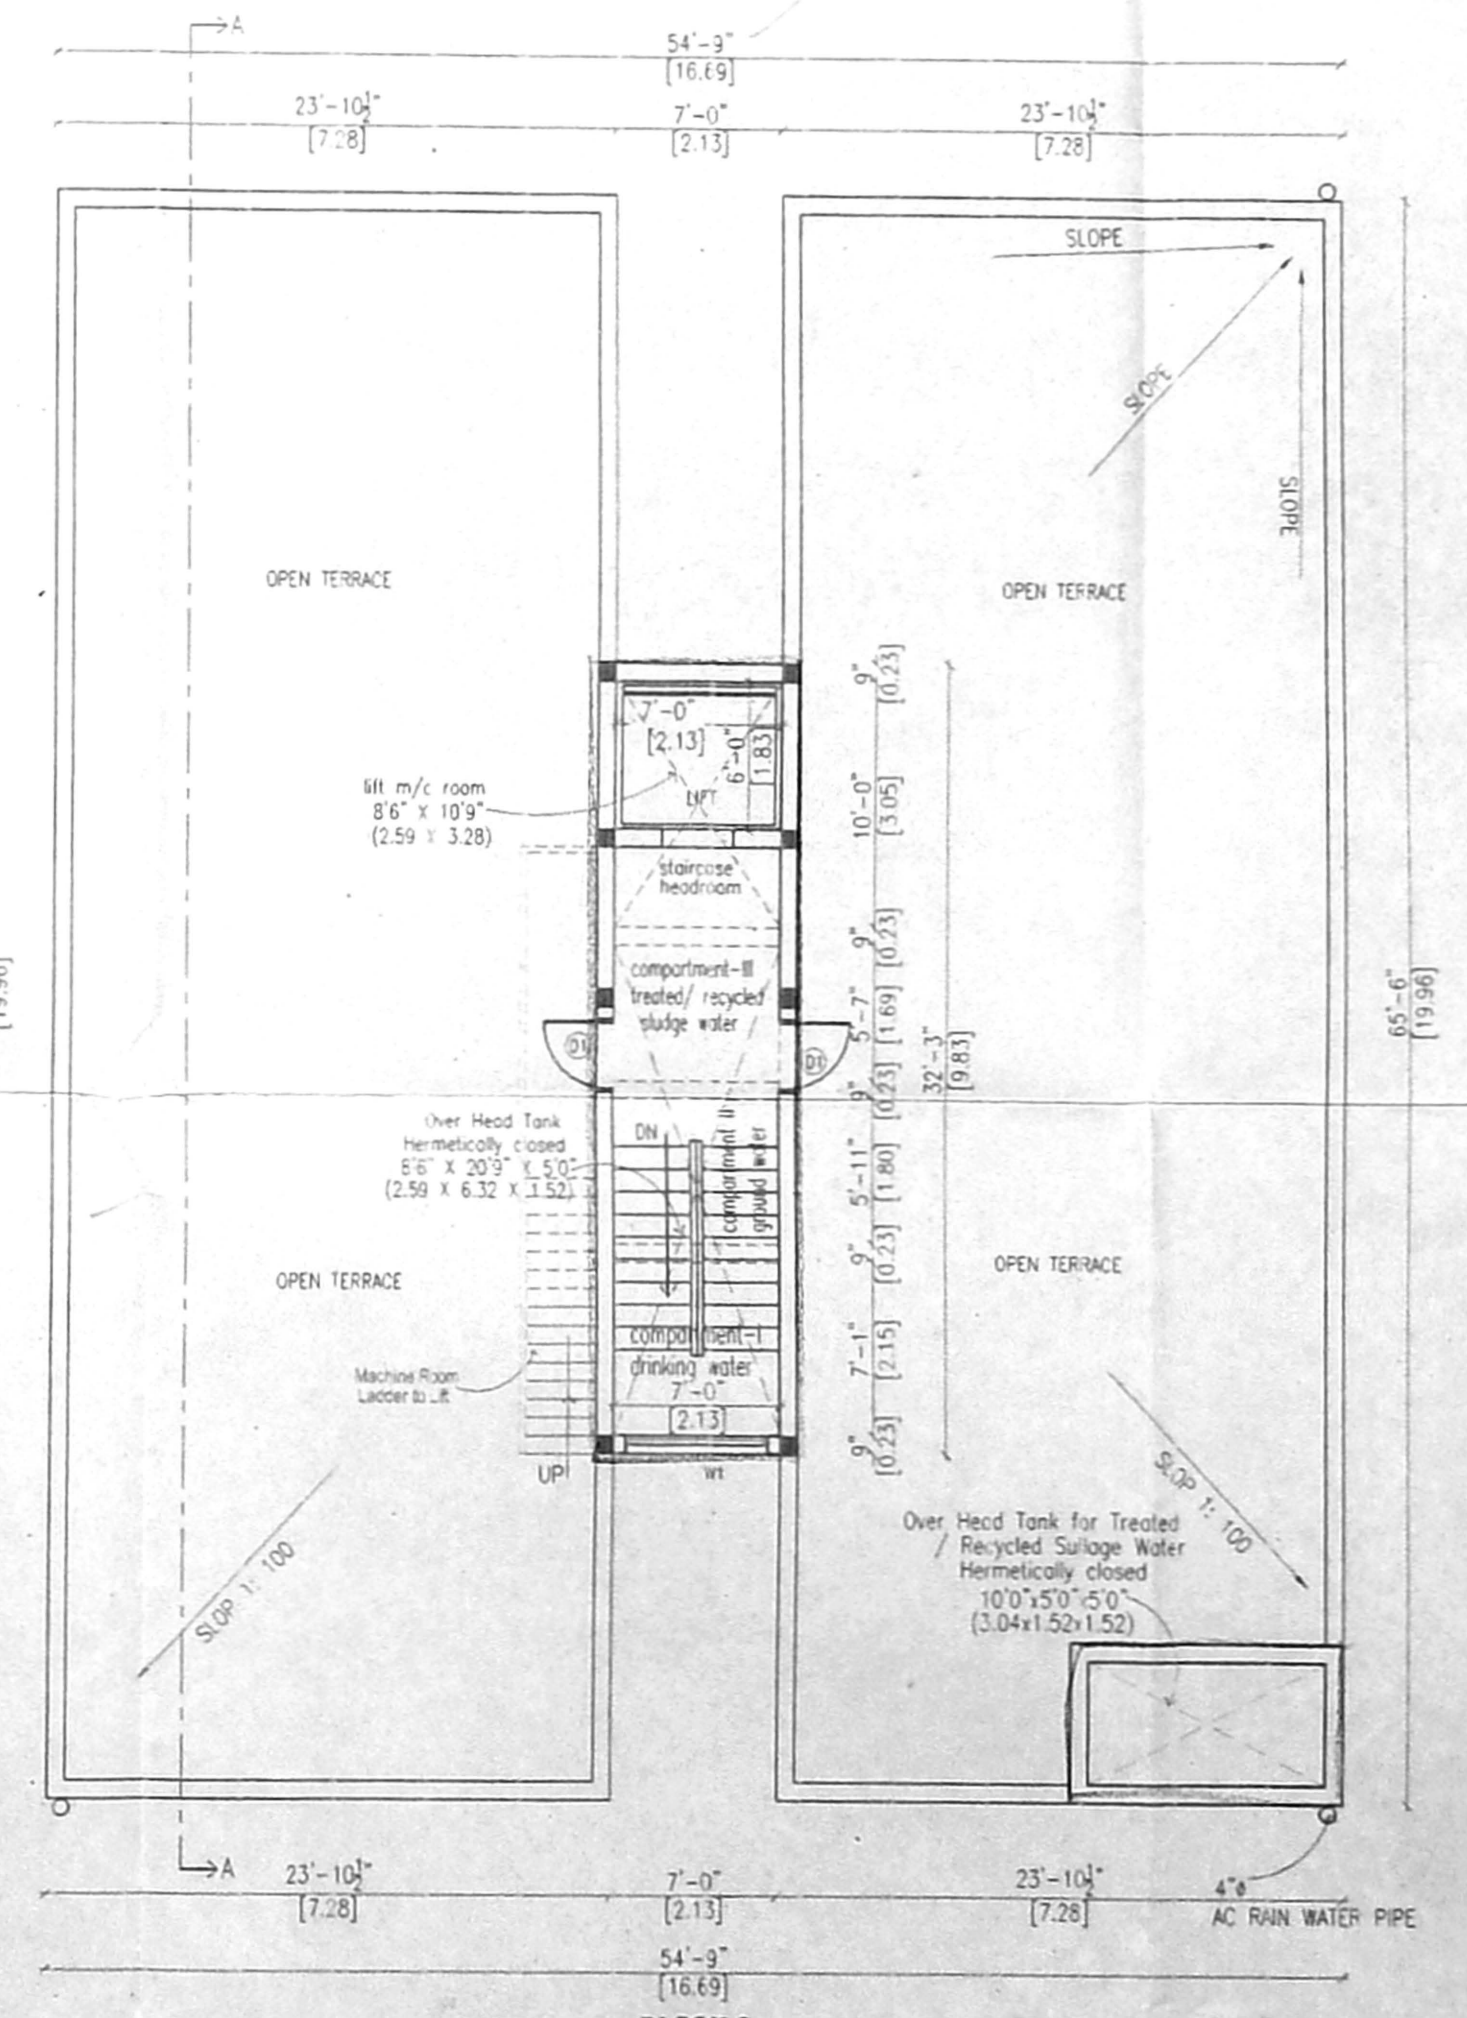 A
54'-9"
[16.69]
23'-10½"
[7.28]
7'-0"
[2.13]
23'-10½"
[7.28]
SLOPE
SLOPE
SLOPE
OPEN TERRACE
OPEN TERRACE
9"
[0.23]
7'-0"
[2.13]
6'-0"
[1.83]
LIFT
lift m/c room
8'6" X 10'9"
(2.59 X 3.28)
10'-0"
[3.05]
staircase
headroom
9"
[0.23]
compartment-III
treated/ recycled
sludge water
5'-7"
[1.69]
D1
D1
32'-3"
[9.83]
65'-6"
[19.96]
9"
[0.23]
Over Head Tank
Hermetically closed
8'6" X 20'9" X 5'0"
(2.59 X 6.32 X 1.52)
DN
compartment II
ground water
5'-11"
[1.80]
OPEN TERRACE
OPEN TERRACE
9"
[0.23]
compartment-I
drinking water
7'-0"
[2.13]
7'-1"
[2.15]
Machine Room
Ladder to Lift
9"
[0.23]
UP
SLOP 1: 100
SLOP 1: 100
Over Head Tank for Treated
/ Recycled Sullage Water
Hermetically closed
10'0"x5'0"x5'0"
(3.04x1.52x1.52)
A
23'-10½"
[7.28]
7'-0"
[2.13]
23'-10½"
[7.28]
4"ø
AC RAIN WATER PIPE
54'-9"
[16.69]